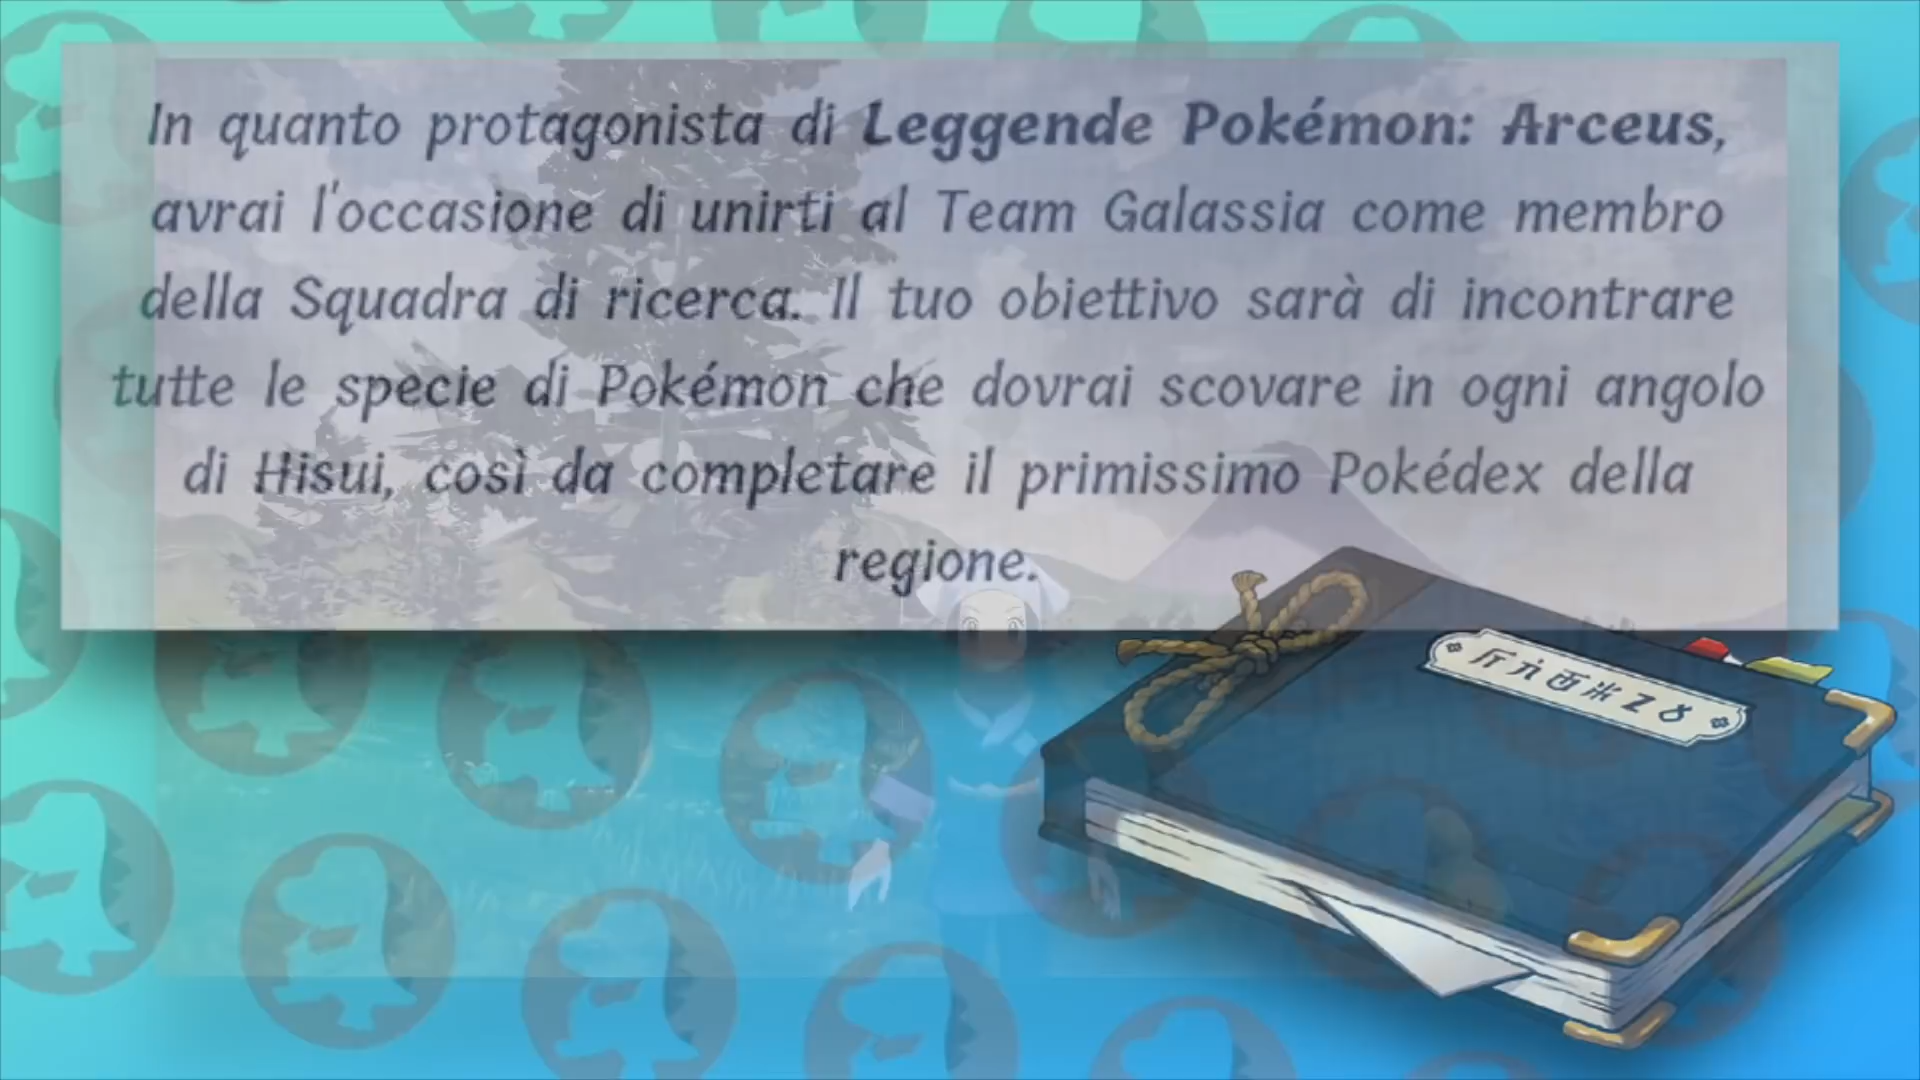 In quanto protagonista di Leggende Pokémon: Arceus,
avrai l'occasione di unirti al Team Galassia come membro
della Squadra di ricerca. Il tuo obiettivo sarà di incontrare
tutte le specie di Pokémon che dovrai scovare in ogni angolo
di Hisui, così da completare il primissimo Pokédex della
regione.